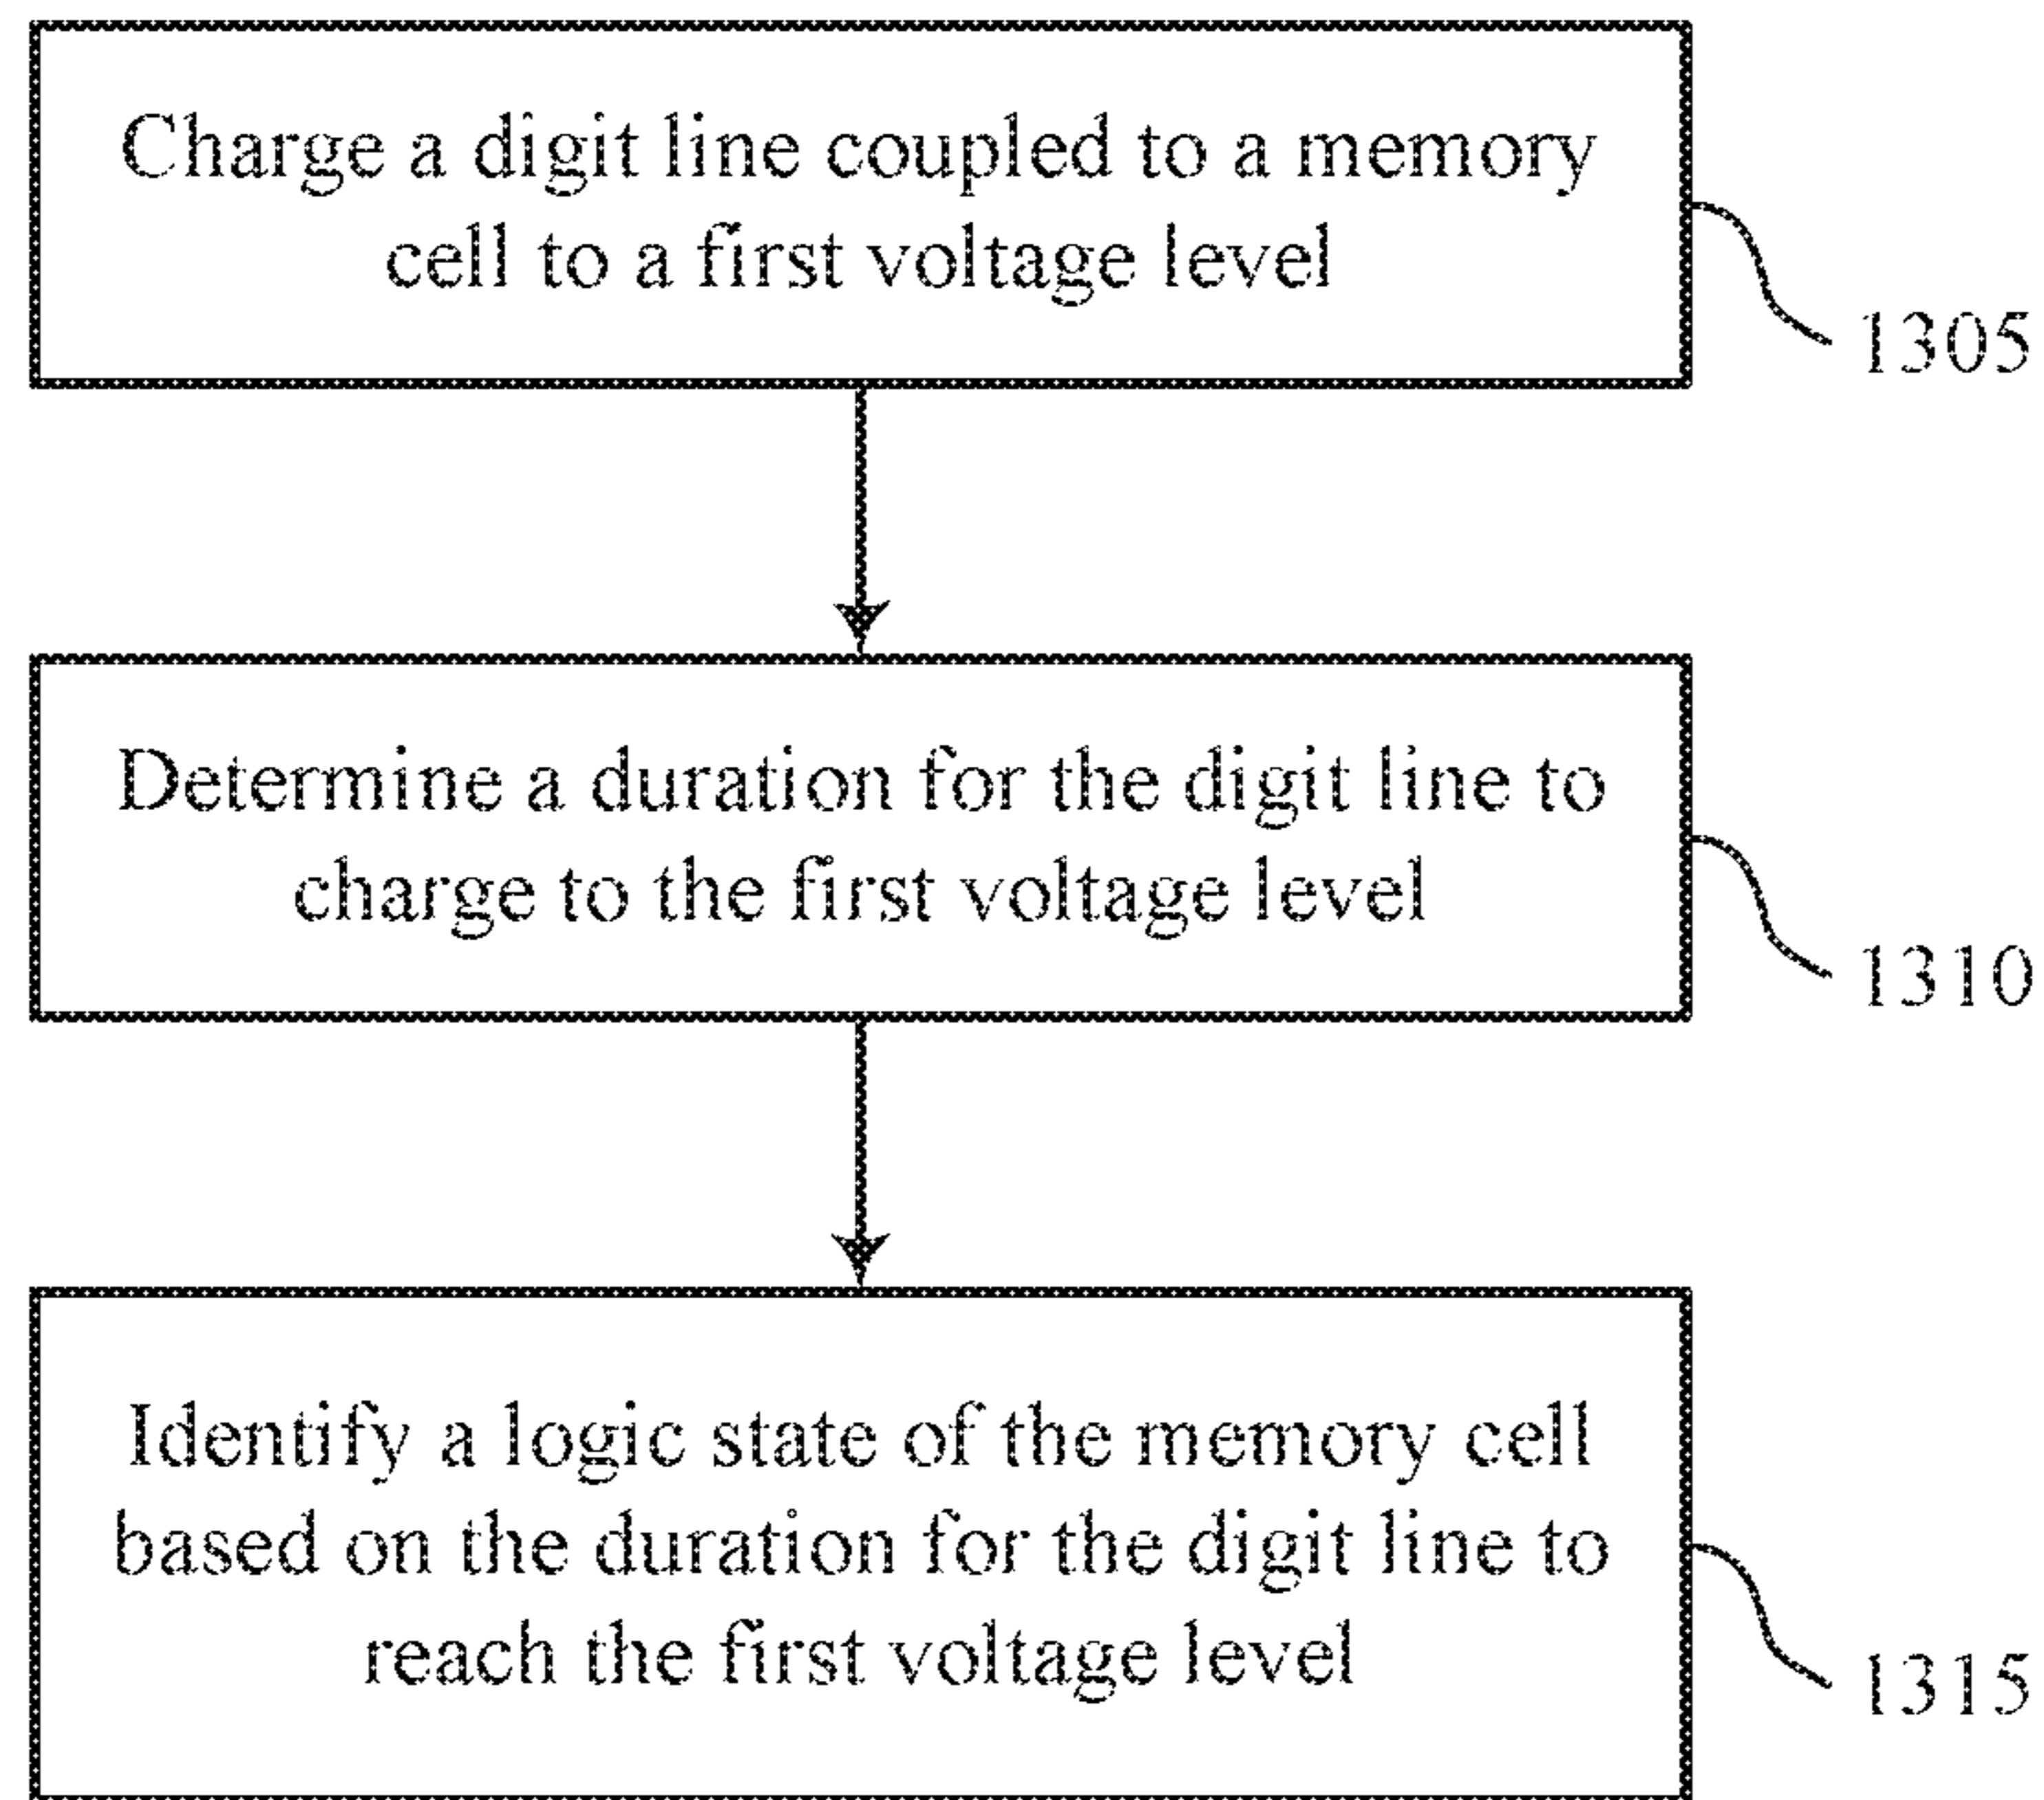 Charge a digit line coupled to a memory
cell to a first voltage level
1305
Determine a duration for the digit line to
charge to the first voltage level
1310
Identify a logic state of the memory cell
based on the duration for the digit line to
reach the first voltage level
1315